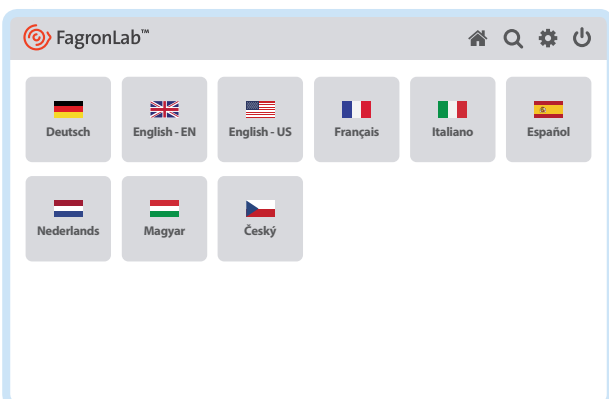 FagronLab™
Deutsch English - EN English - US Français Italiano Español
Nederlands Magyar Český